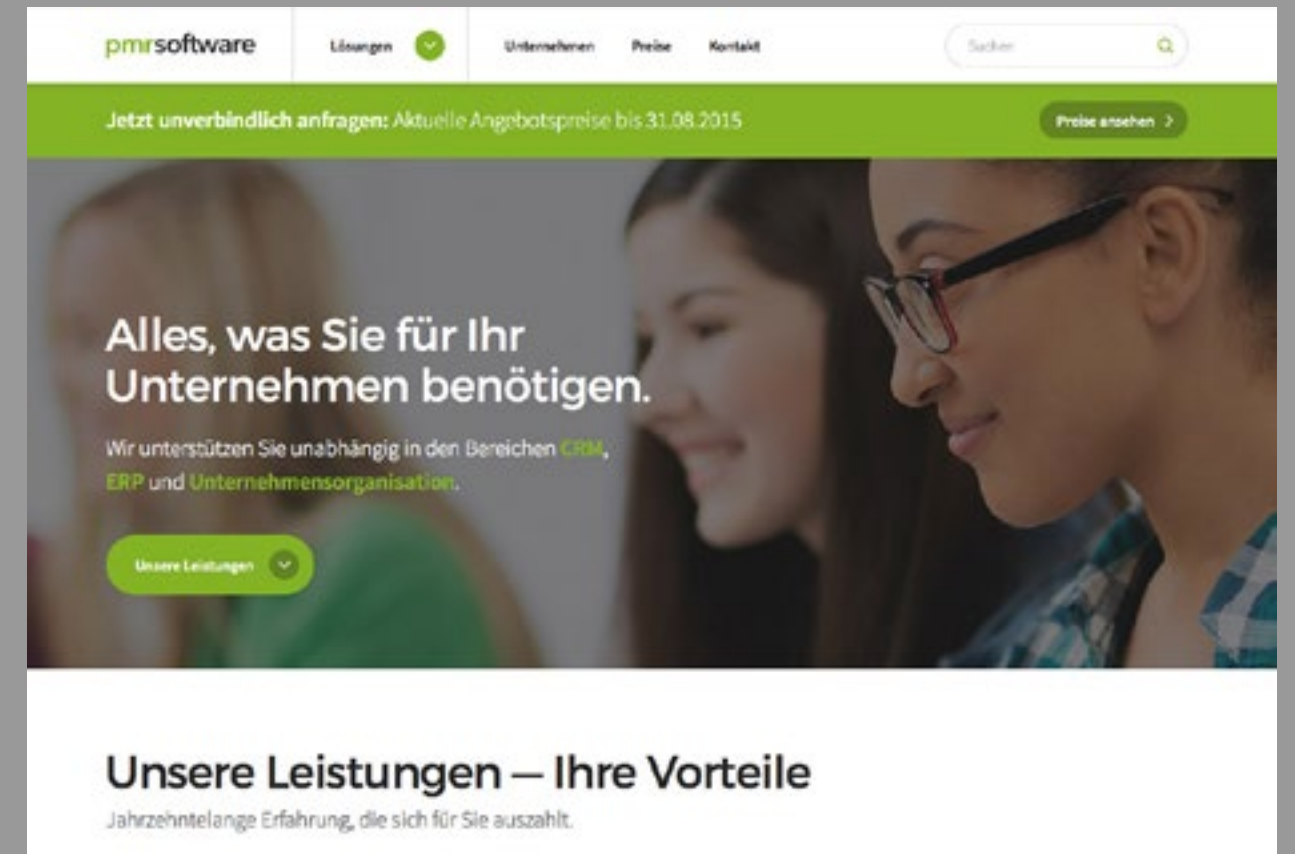 pmrsoftware
Lösungen
Unternehmen
Preise
Kontakt
Suchen
Jetzt unverbindlich anfragen: Aktuelle Angebotspreise bis 31.08.2015
Preise ansehen
Alles, was Sie für Ihr
Unternehmen benötigen.
Wir unterstützen Sie unabhängig in den Bereichen CRM,
ERP und Unternehmensorganisation.
Unsere Leistungen
Unsere Leistungen — Ihre Vorteile
Jahrzehntelange Erfahrung, die sich für Sie auszahlt.